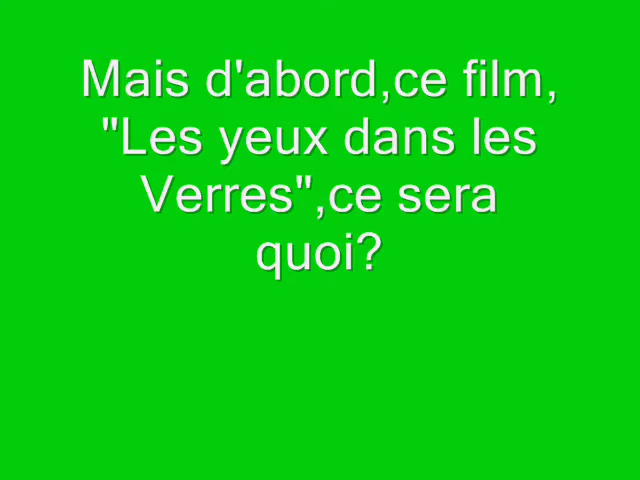 Mais d'abord,ce film,
"Les yeux dans les
Verres",ce sera
quoi?